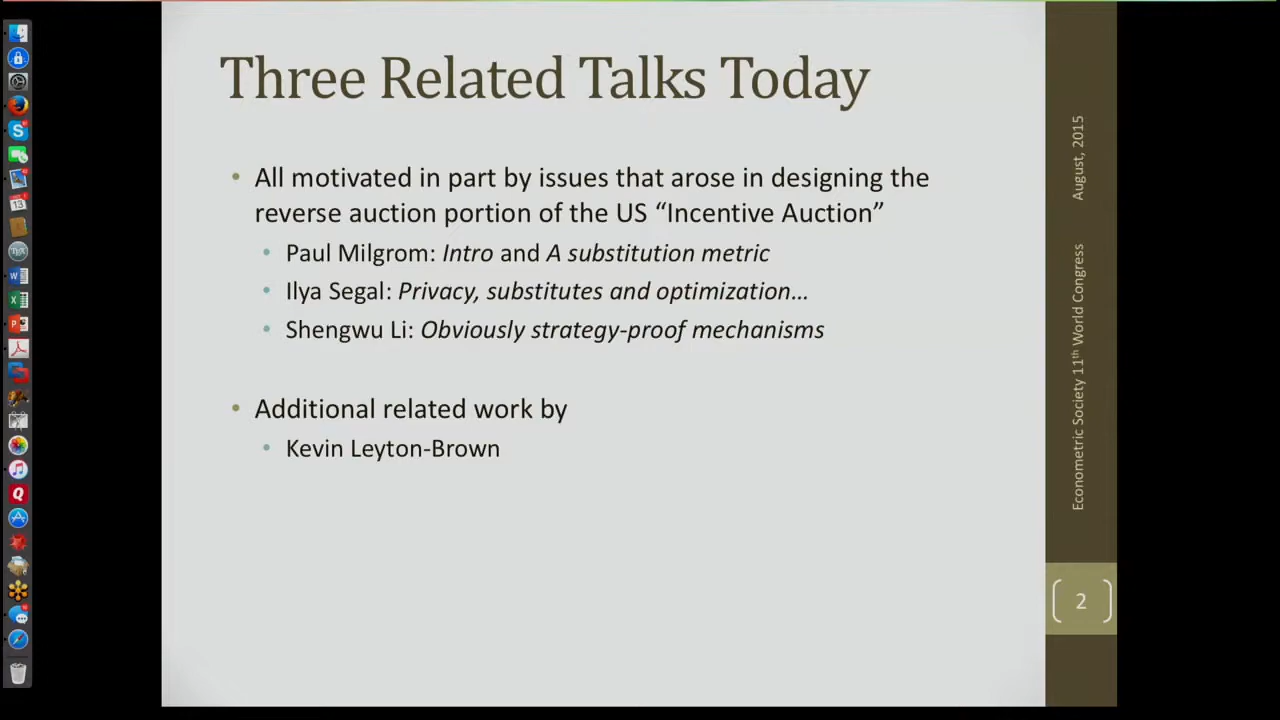 Three Related Talks Today
• All motivated in part by issues that arose in designing the
reverse auction portion of the US “Incentive Auction”
• Paul Milgrom: Intro and A substitution metric
• Ilya Segal: Privacy, substitutes and optimization…
• Shengwu Li: Obviously strategy-proof mechanisms
• Additional related work by
• Kevin Leyton-Brown
August, 2015
Econometric Society 11th World Congress
2